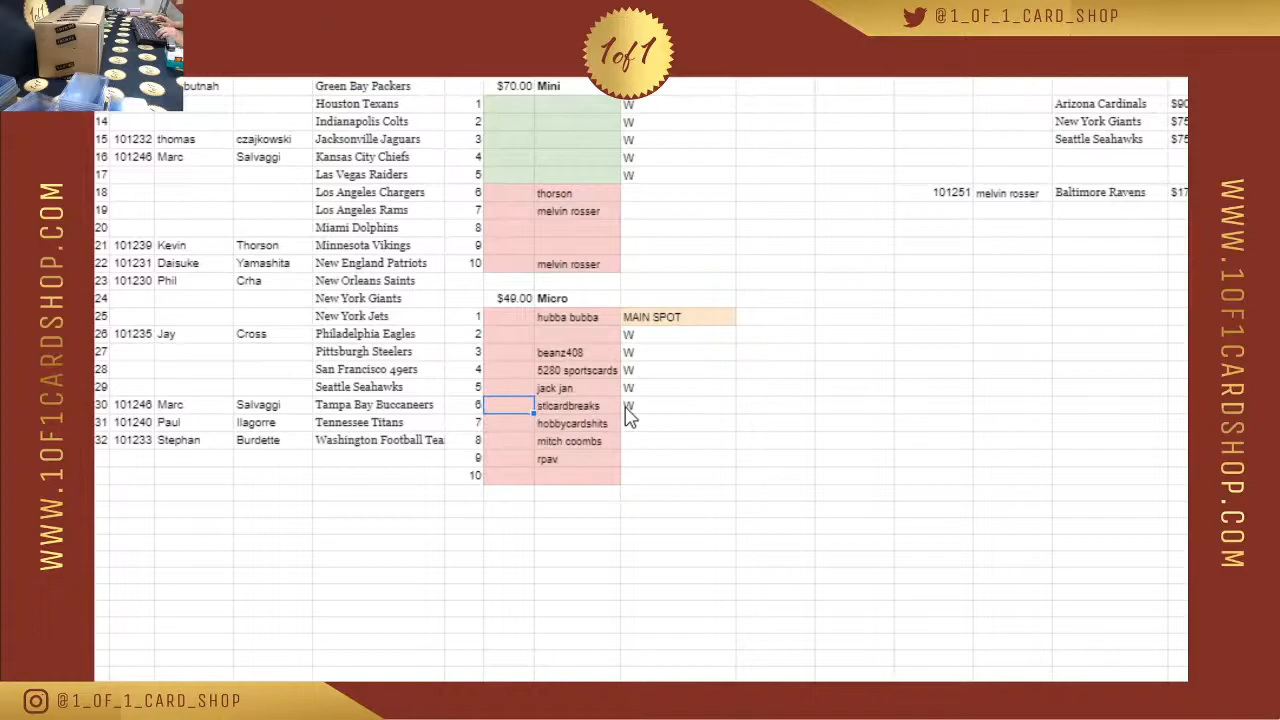 1of1
@1_OF_1_CARD_SHOP
butnah Green Bay Packers $70.00 Mini
Houston Texans 1 W Arizona Cardinals
14 Indianapolis Colts 2 W New York Giants
15 101232 thomas czajkowski Jacksonville Jaguars 3 W Seattle Seahawks
16 101246 Marc Salvaggi Kansas City Chiefs 4 W
17 Las Vegas Raiders 5 W
18 Los Angeles Chargers 6 thorson 101251 melvin rosser Baltimore Ravens
19 Los Angeles Rams 7 melvin rosser
20 Miami Dolphins 8
21 101239 Kevin Thorson Minnesota Vikings 9
22 101231 Daisuke Yamashita New England Patriots 10 melvin rosser
23 101230 Phil Crha New Orleans Saints
24 New York Giants $49.00 Micro
25 New York Jets 1 hubba bubba MAIN SPOT
26 101235 Jay Cross Philadelphia Eagles 2 W
27 Pittsburgh Steelers 3 beanz408 W
28 San Francisco 49ers 4 5280 sportscards W
29 Seattle Seahawks 5 jack jan W
30 101246 Marc Salvaggi Tampa Bay Buccaneers 6 stlcardbreaks W
31 101240 Paul Ilagorre Tennessee Titans 7 hobbycardshits
32 101233 Stephan Burdette Washington Football Tea 8 mitch coombs
9 rpav
10
WWW.1OF1CARDSHOP.COM
WWW.1OF1CARDSHOP.COM
@1_OF_1_CARD_SHOP